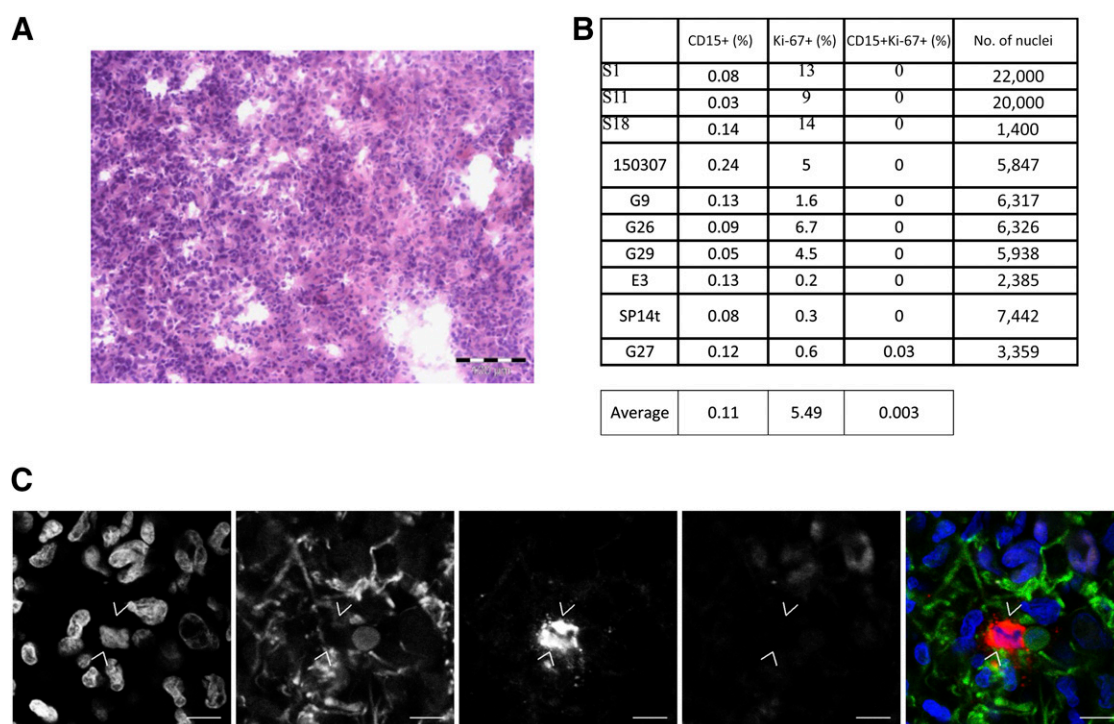 A
B
CD15+ (%) Ki-67+ (%) CD15+Ki-67+ (%) No. of nuclei
S1 0.08 13 0 22,000
S11 0.03 9 0 20,000
S18 0.14 14 0 1,400
150307 0.24 5 0 5,847
G9 0.13 1.6 0 6,317
G26 0.09 6.7 0 6,326
G29 0.05 4.5 0 5,938
E3 0.13 0.2 0 2,385
SP14t 0.08 0.3 0 7,442
G27 0.12 0.6 0.03 3,359
Average 0.11 5.49 0.003
C